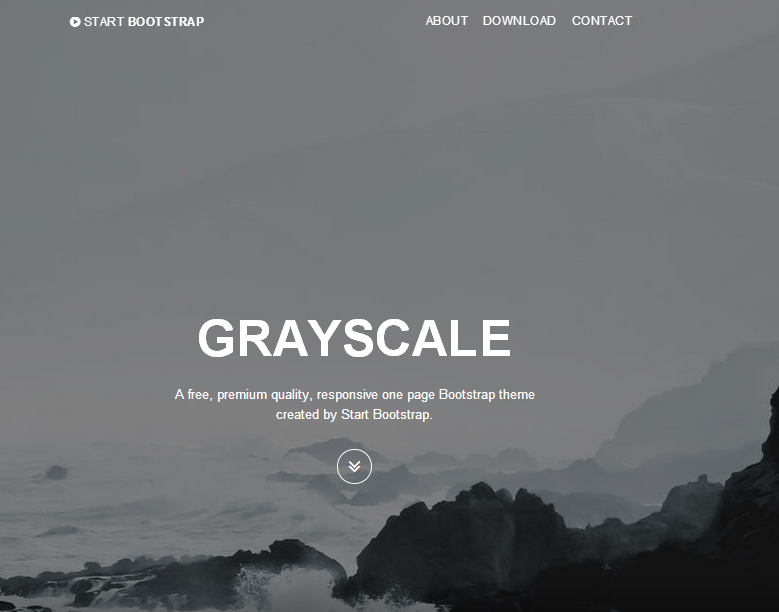 START BOOTSTRAP
ABOUT DOWNLOAD CONTACT
GRAYSCALE
A free, premium quality, responsive one page Bootstrap theme
created by Start Bootstrap.